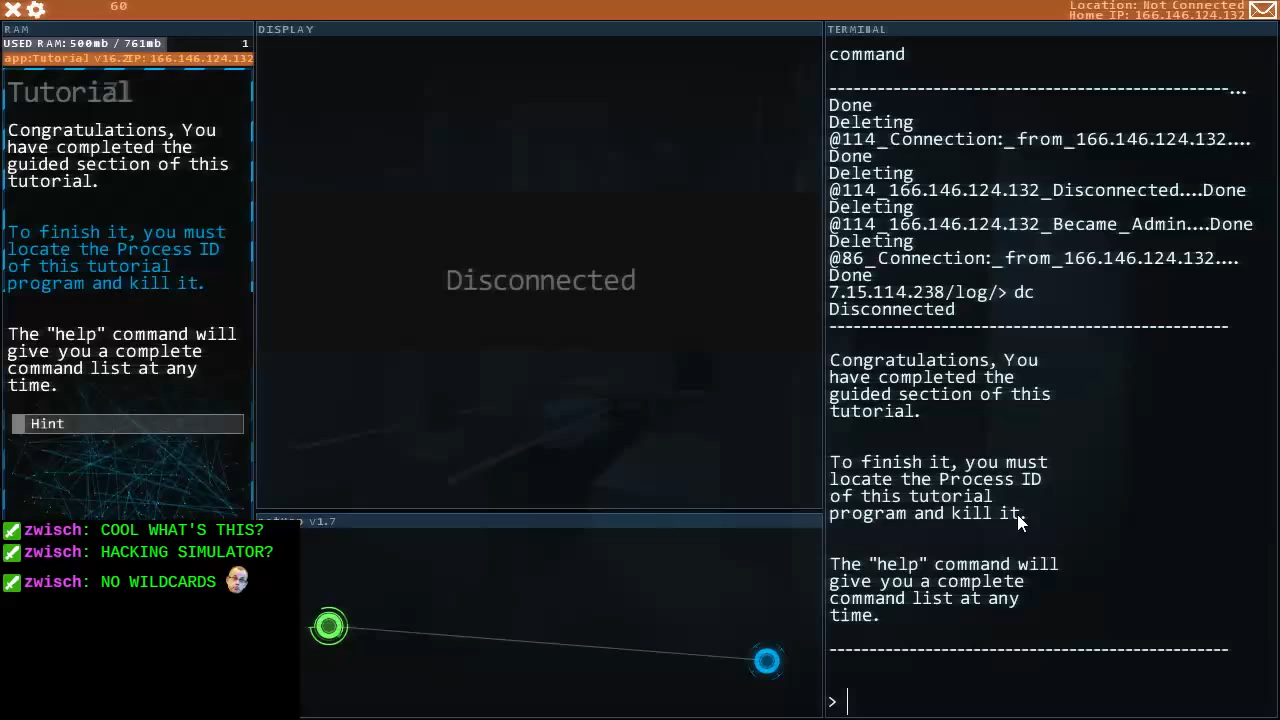 60
Location: Not Connected
Home IP: 166.146.124.132
RAM
USED RAM: 500mb / 761mb 1
app:Tutorial v16.2IP: 166.146.124.132
Tutorial
Congratulations, You
have completed the
guided section of this
tutorial.
To finish it, you must
locate the Process ID
of this tutorial
program and kill it.
The "help" command will
give you a complete
command list at any
time.
Hint
zwisch: COOL WHAT'S THIS?
zwisch: HACKING SIMULATOR?
zwisch: NO WILDCARDS
DISPLAY
Disconnected
netmap v1.7
TERMINAL
command
--------------------------------------------------...
Done
Deleting
@114_Connection:_from_166.146.124.132....
Done
Deleting
@114_166.146.124.132_Disconnected....Done
Deleting
@114_166.146.124.132_Became_Admin....Done
Deleting
@86_Connection:_from_166.146.124.132....
Done
7.15.114.238/log/> dc
Disconnected
--------------------------------------------------
Congratulations, You
have completed the
guided section of this
tutorial.
To finish it, you must
locate the Process ID
of this tutorial
program and kill it.
The "help" command will
give you a complete
command list at any
time.
--------------------------------------------------
>